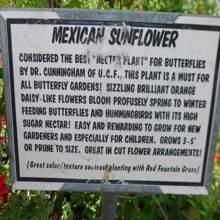 MEXICAN SUNFLOWER
CONSIDERED THE BEST "NECTAR PLANT" FOR BUTTERFLIES
BY DR. CUNNINGHAM OF U.C.F., THIS PLANT IS A MUST FOR
ALL BUTTERFLY GARDENS! SIZZLING BRILLIANT ORANGE
DAISY-LIKE FLOWERS BLOOM PROFUSELY SPRING TO WINTER
FEEDING BUTTERFLIES AND HUMMINGBIRDS WITH ITS HIGH
SUGAR NECTAR! EASY AND REWARDING TO GROW FOR NEW
GARDENERS AND ESPECIALLY FOR CHILDREN. GROWS 3-5'
OR PRUNE TO SIZE. GREAT IN CUT FLOWER ARRANGEMENTS!
(Great color/texture contrast planting with Red Fountain Grass)